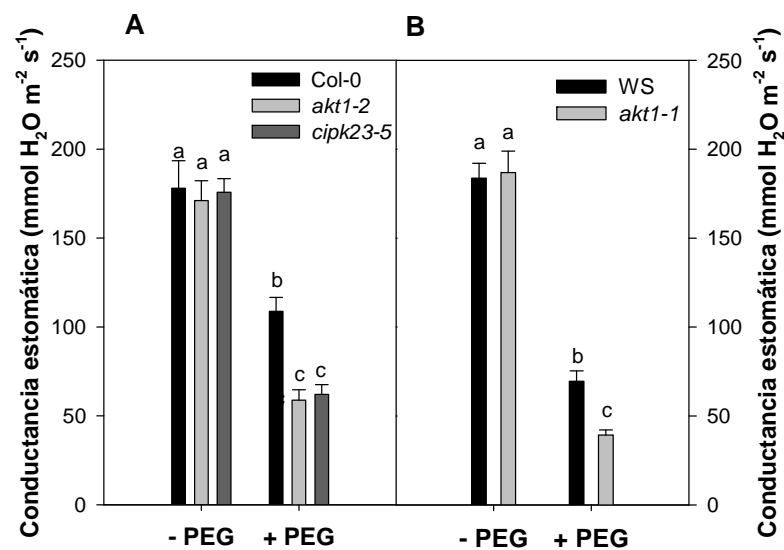 A
B
Conductancia estomática (mmol H₂O m⁻² s⁻¹)
250
200
150
100
50
0
Col-0
akt1-2
cipk23-5
a a a
b
c c
- PEG + PEG
WS
akt1-1
a a
b
c
- PEG + PEG
250
200
150
100
50
0
Conductancia estomática (mmol H₂O m⁻² s⁻¹)